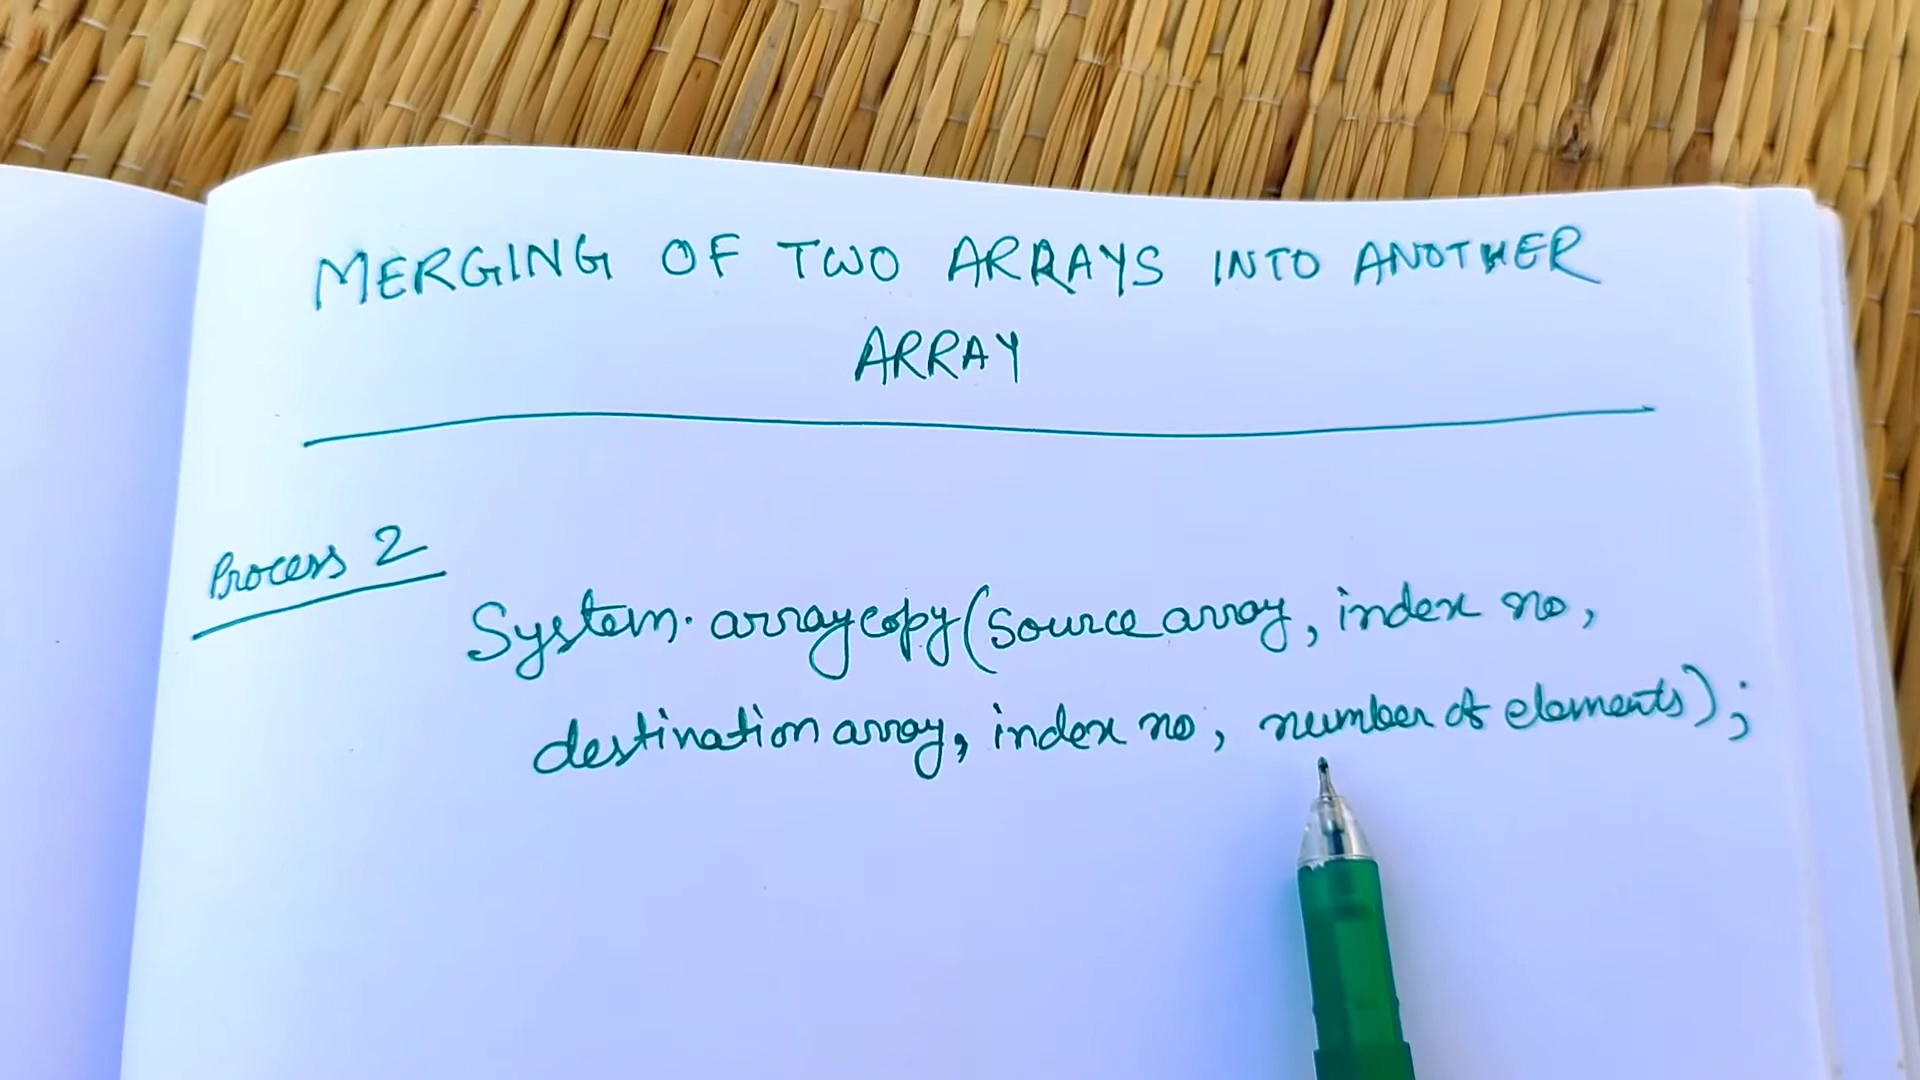 MERGING OF TWO ARRAYS INTO ANOTHER
ARRAY
Process 2
System.arraycopy(Source array, index no,
destination array, index no, number of elements);